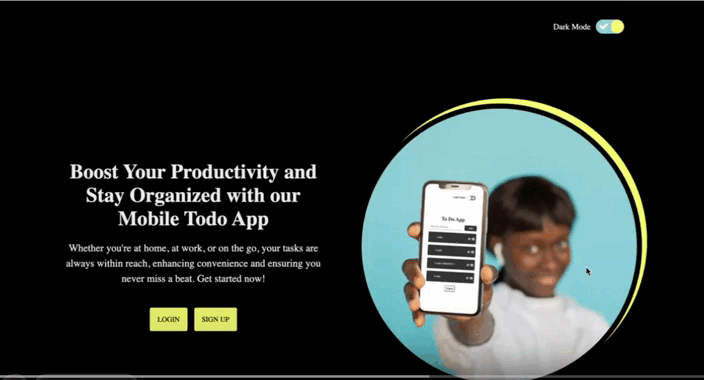 Dark Mode
Boost Your Productivity and
Stay Organized with our
Mobile Todo App
Whether you're at home, at work, or on the go, your tasks are
always within reach, enhancing convenience and ensuring you
never miss a beat. Get started now!
LOGIN
SIGN UP
To Do App